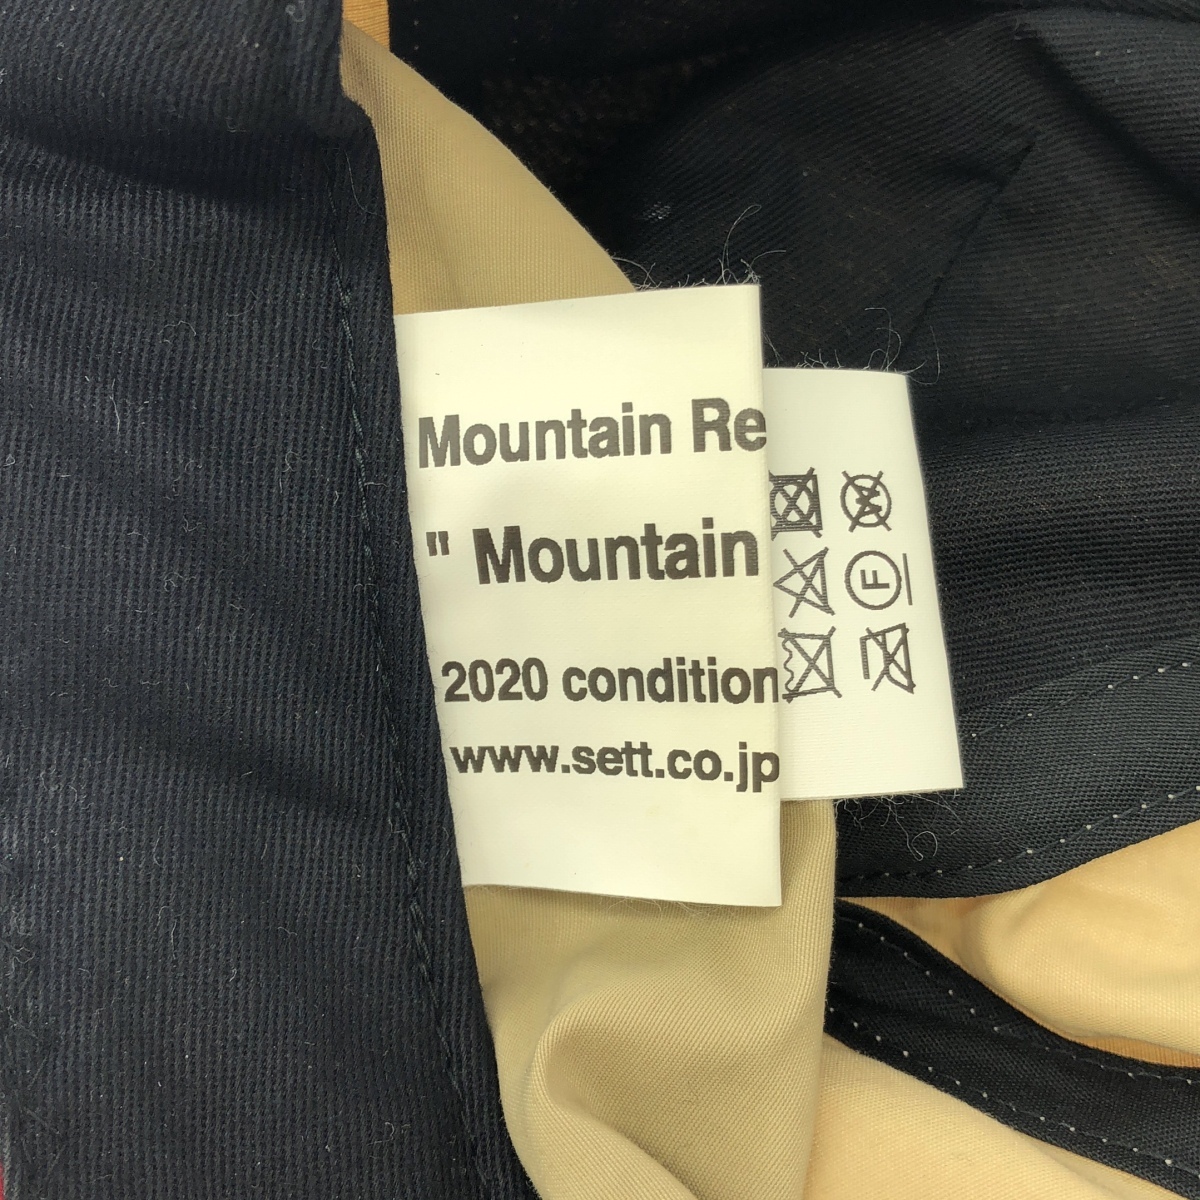 Mountain Re
" Mountain
2020 condition
www.sett.co.jp
W
F